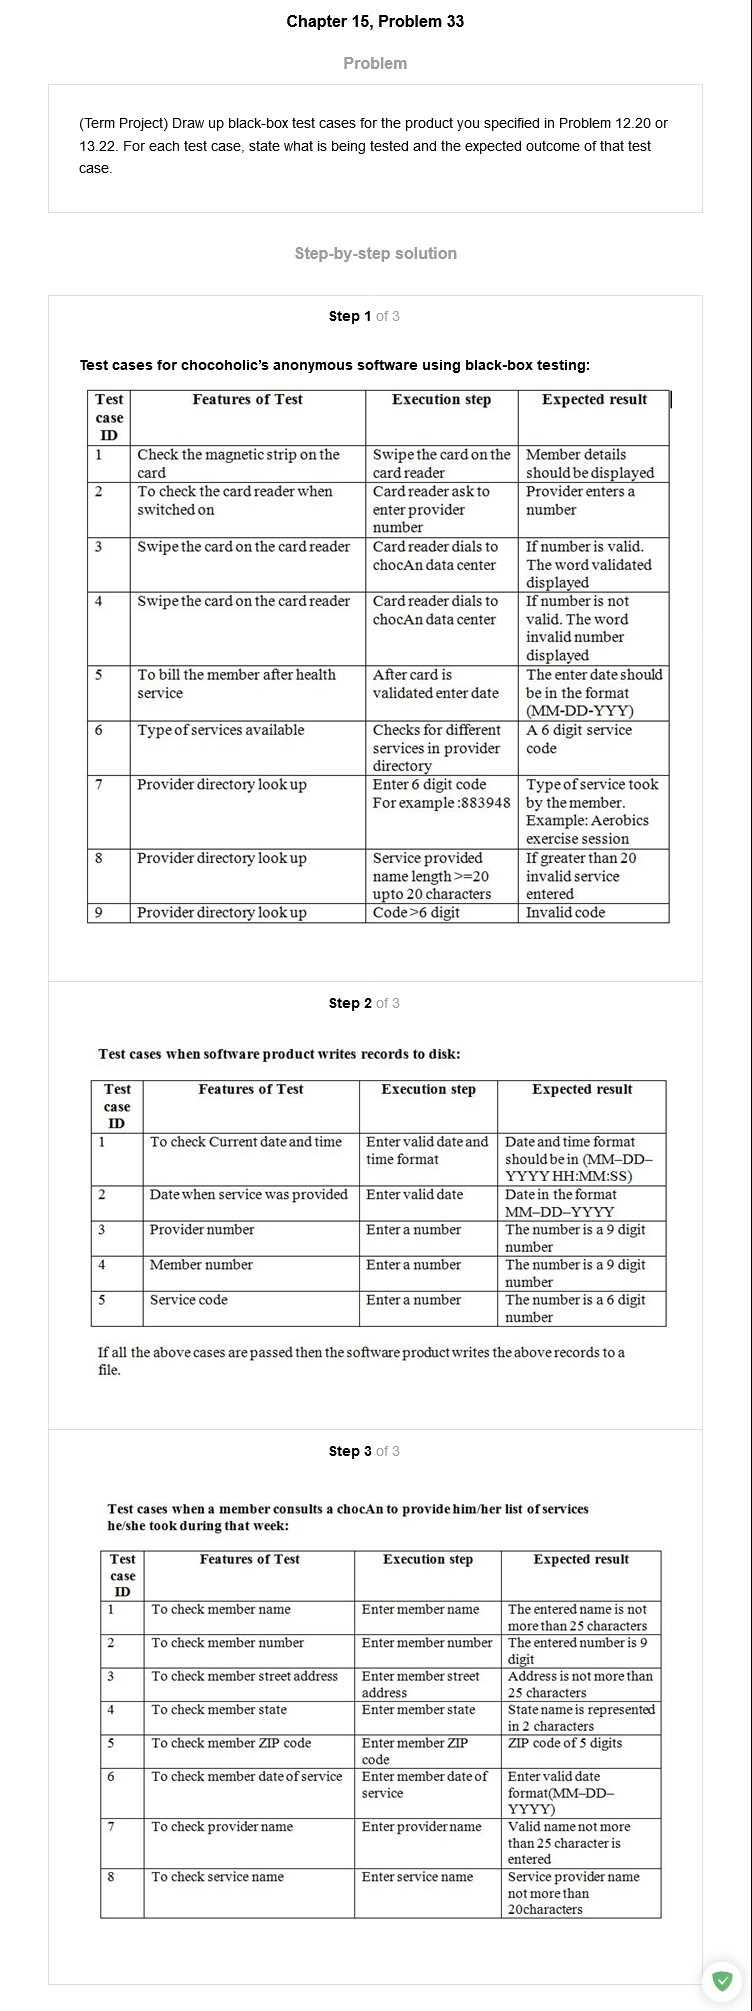 Chapter 15, Problem 33
Problem
(Term Project) Draw up black-box test cases for the product you specified in Problem 12.20 or
13.22. For each test case, state what is being tested and the expected outcome of that test
case.
Step-by-step solution
Step 1 of 3
Test cases for chocoholic's anonymous software using black-box testing:
Test
case
ID
Features of Test
Execution step
Expected result
1
Check the magnetic strip on the
card
Swipe the card on the
card reader
Member details
should be displayed
2
To check the card reader when
switched on
Card reader ask to
enter provider
number
Provider enters a
number
3
Swipe the card on the card reader
Card reader dials to
chocAn data center
If number is valid.
The word validated
displayed
4
Swipe the card on the card reader
Card reader dials to
chocAn data center
If number is not
valid. The word
invalid number
displayed
5
To bill the member after health
service
After card is
validated enter date
The enter date should
be in the format
(MM-DD-YYY)
6
Type of services available
Checks for different
services in provider
directory
A 6 digit service
code
7
Provider directory look up
Enter 6 digit code
For example :883948
Type of service took
by the member.
Example: Aerobics
exercise session
8
Provider directory look up
Service provided
name length >=20
upto 20 characters
If greater than 20
invalid service
entered
9
Provider directory look up
Code>6 digit
Invalid code
Step 2 of 3
Test cases when software product writes records to disk:
Test
case
ID
Features of Test
Execution step
Expected result
1
To check Current date and time
Enter valid date and
time format
Date and time format
should be in (MM–DD–
YYYY HH:MM:SS)
2
Date when service was provided
Enter valid date
Date in the format
MM–DD–YYYY
3
Provider number
Enter a number
The number is a 9 digit
number
4
Member number
Enter a number
The number is a 9 digit
number
5
Service code
Enter a number
The number is a 6 digit
number
If all the above cases are passed then the software product writes the above records to a
file.
Step 3 of 3
Test cases when a member consults a chocAn to provide him/her list of services
he/she took during that week:
Test
case
ID
Features of Test
Execution step
Expected result
1
To check member name
Enter member name
The entered name is not
more than 25 characters
2
To check member number
Enter member number
The entered number is 9
digit
3
To check member street address
Enter member street
address
Address is not more than
25 characters
4
To check member state
Enter member state
State name is represented
in 2 characters
5
To check member ZIP code
Enter member ZIP
code
ZIP code of 5 digits
6
To check member date of service
Enter member date of
service
Enter valid date
format(MM–DD–
YYYY)
7
To check provider name
Enter provider name
Valid name not more
than 25 character is
entered
8
To check service name
Enter service name
Service provider name
not more than
20characters